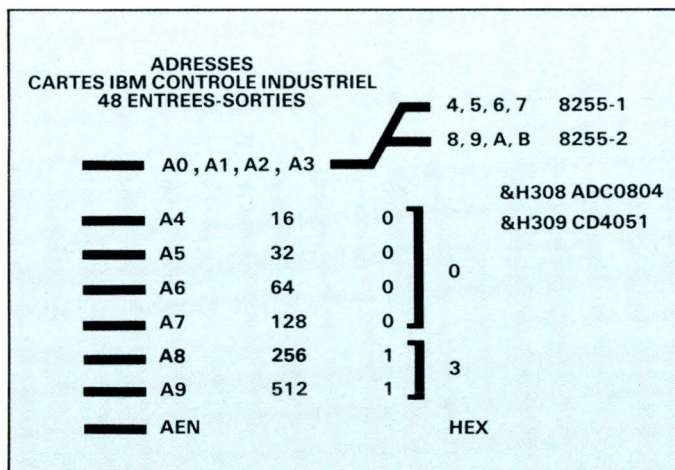 ADRESSES
CARTES IBM CONTROLE INDUSTRIEL
48 ENTREES-SORTIES
4, 5, 6, 7 8255-1
8, 9, A, B 8255-2
A0, A1, A2, A3
&H308 ADC0804
&H309 CD4051
A4 16 0
A5 32 0
A6 64 0
0
A7 128 0
A8 256 1
3
A9 512 1
AEN HEX